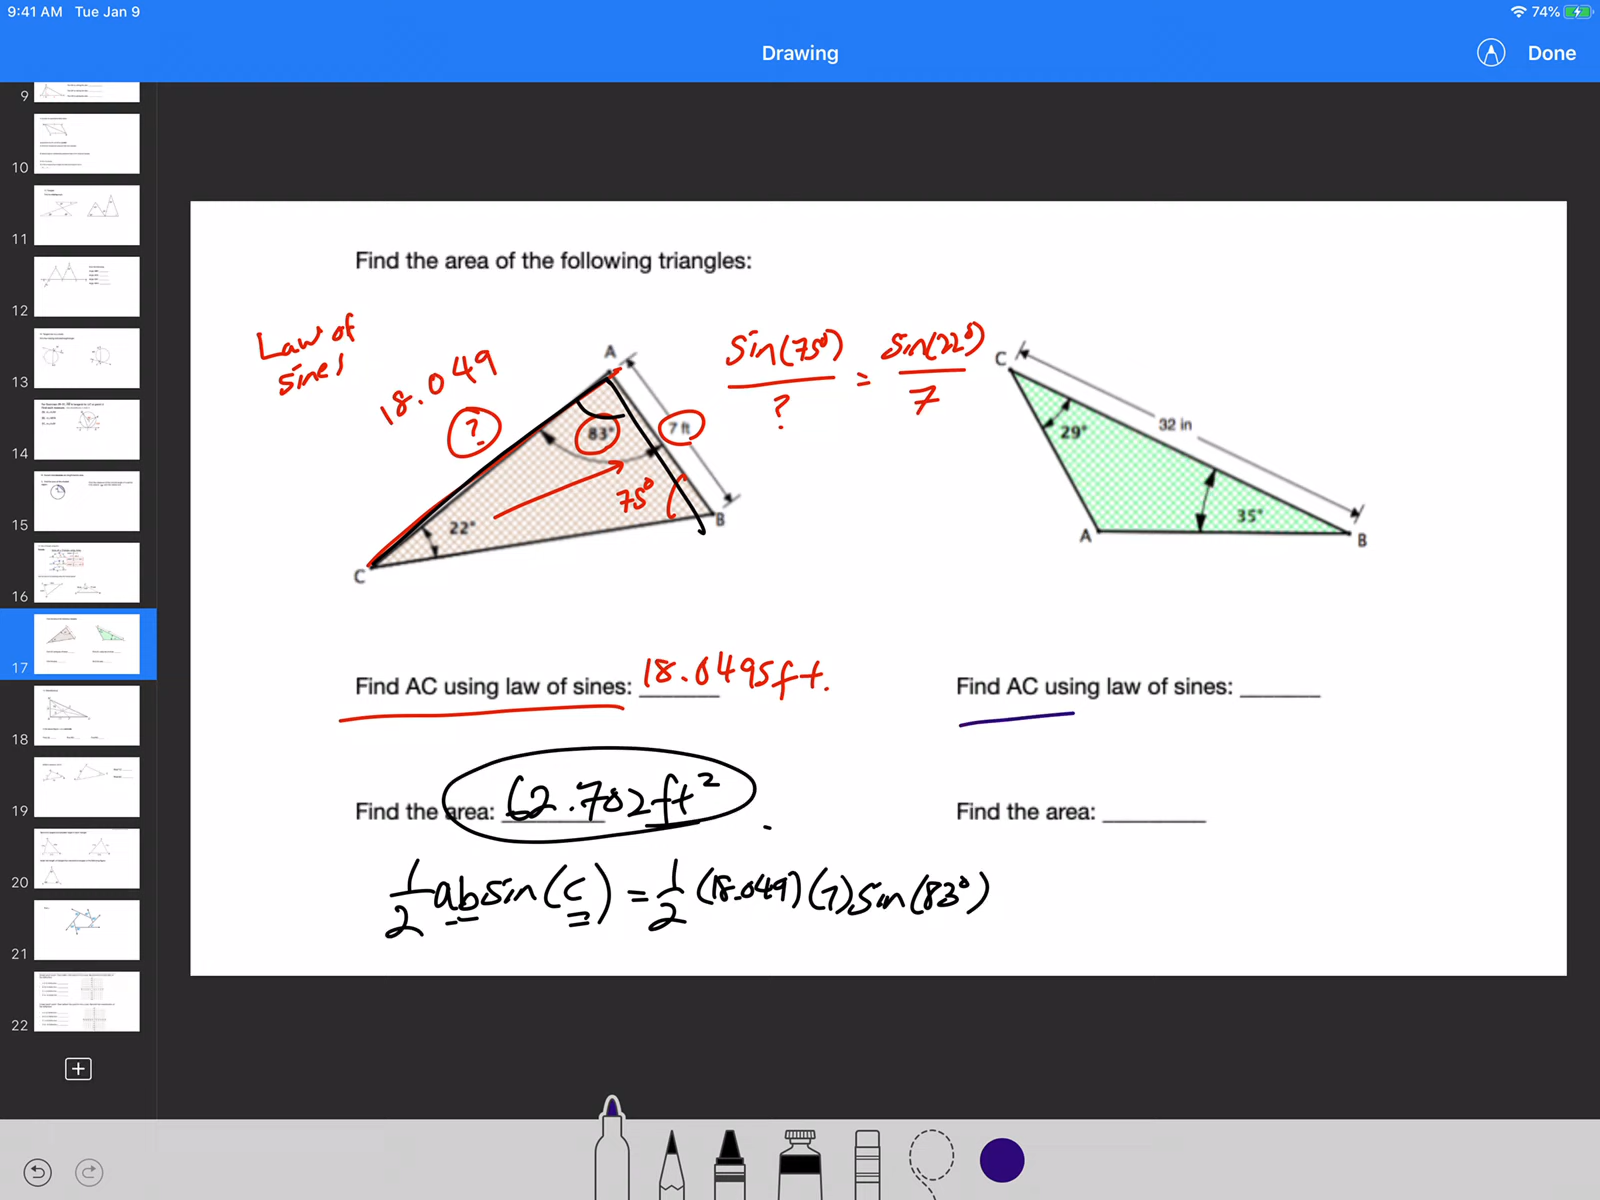 9:41 AM Tue Jan 9
74%
Drawing
Done
9
10
11
12
13
14
15
16
17
18
19
20
21
22
Find the area of the following triangles:
Law of
sines
18.049
?
A
83°
7 ft
75°
22°
B
C
sin(75°)
?
=
sin(22°)
7
C
29°
32 in
35°
A
B
Find AC using law of sines: 18.0495ft.
Find AC using law of sines: ______
Find the area: 62.702ft²
Find the area: ______
1/2 ab sin(C) = 1/2 (18.049)(7) sin(83°)